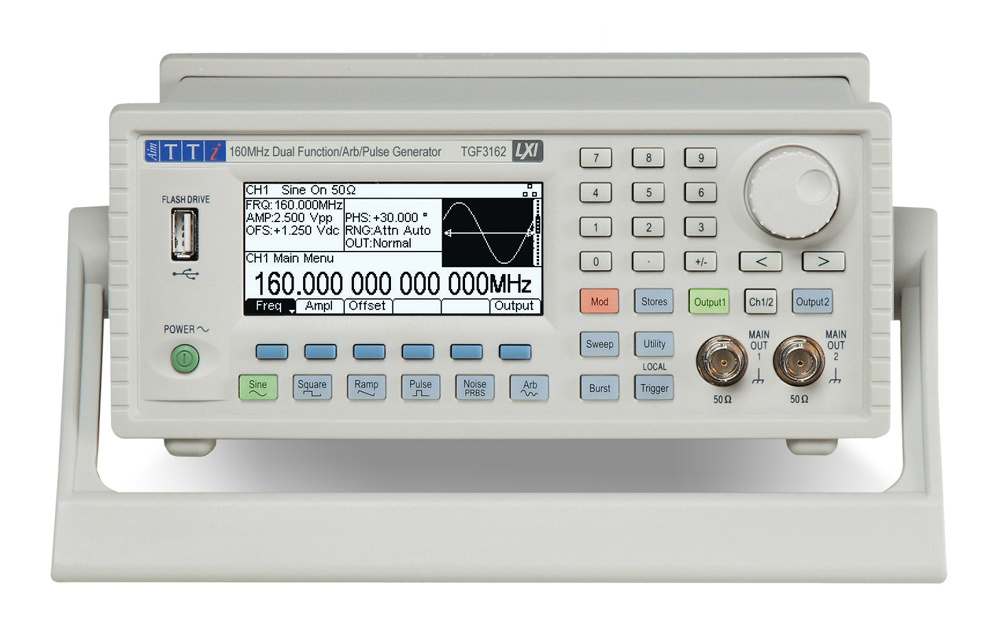 Aim TTi 160MHz Dual Function/Arb/Pulse Generator TGF3162 LXI
FLASH DRIVE
CH1 Sine On 50Ω
FRQ:160.000MHz
AMP:2.500 Vpp PHS:+30.000 °
OFS:+1.250 Vdc RNG:Attn Auto
OUT:Normal
CH1 Main Menu
160.000 000 000 000MHz
Freq Ampl Offset Output
POWER
Sine Square Ramp Pulse Noise PRBS Arb
7 8 9
4 5 6
1 2 3
0 . +/- < >
Mod Stores Output1 Ch1/2 Output2
Sweep Utility
LOCAL
Burst Trigger
MAIN OUT 1
50Ω
MAIN OUT 2
50Ω